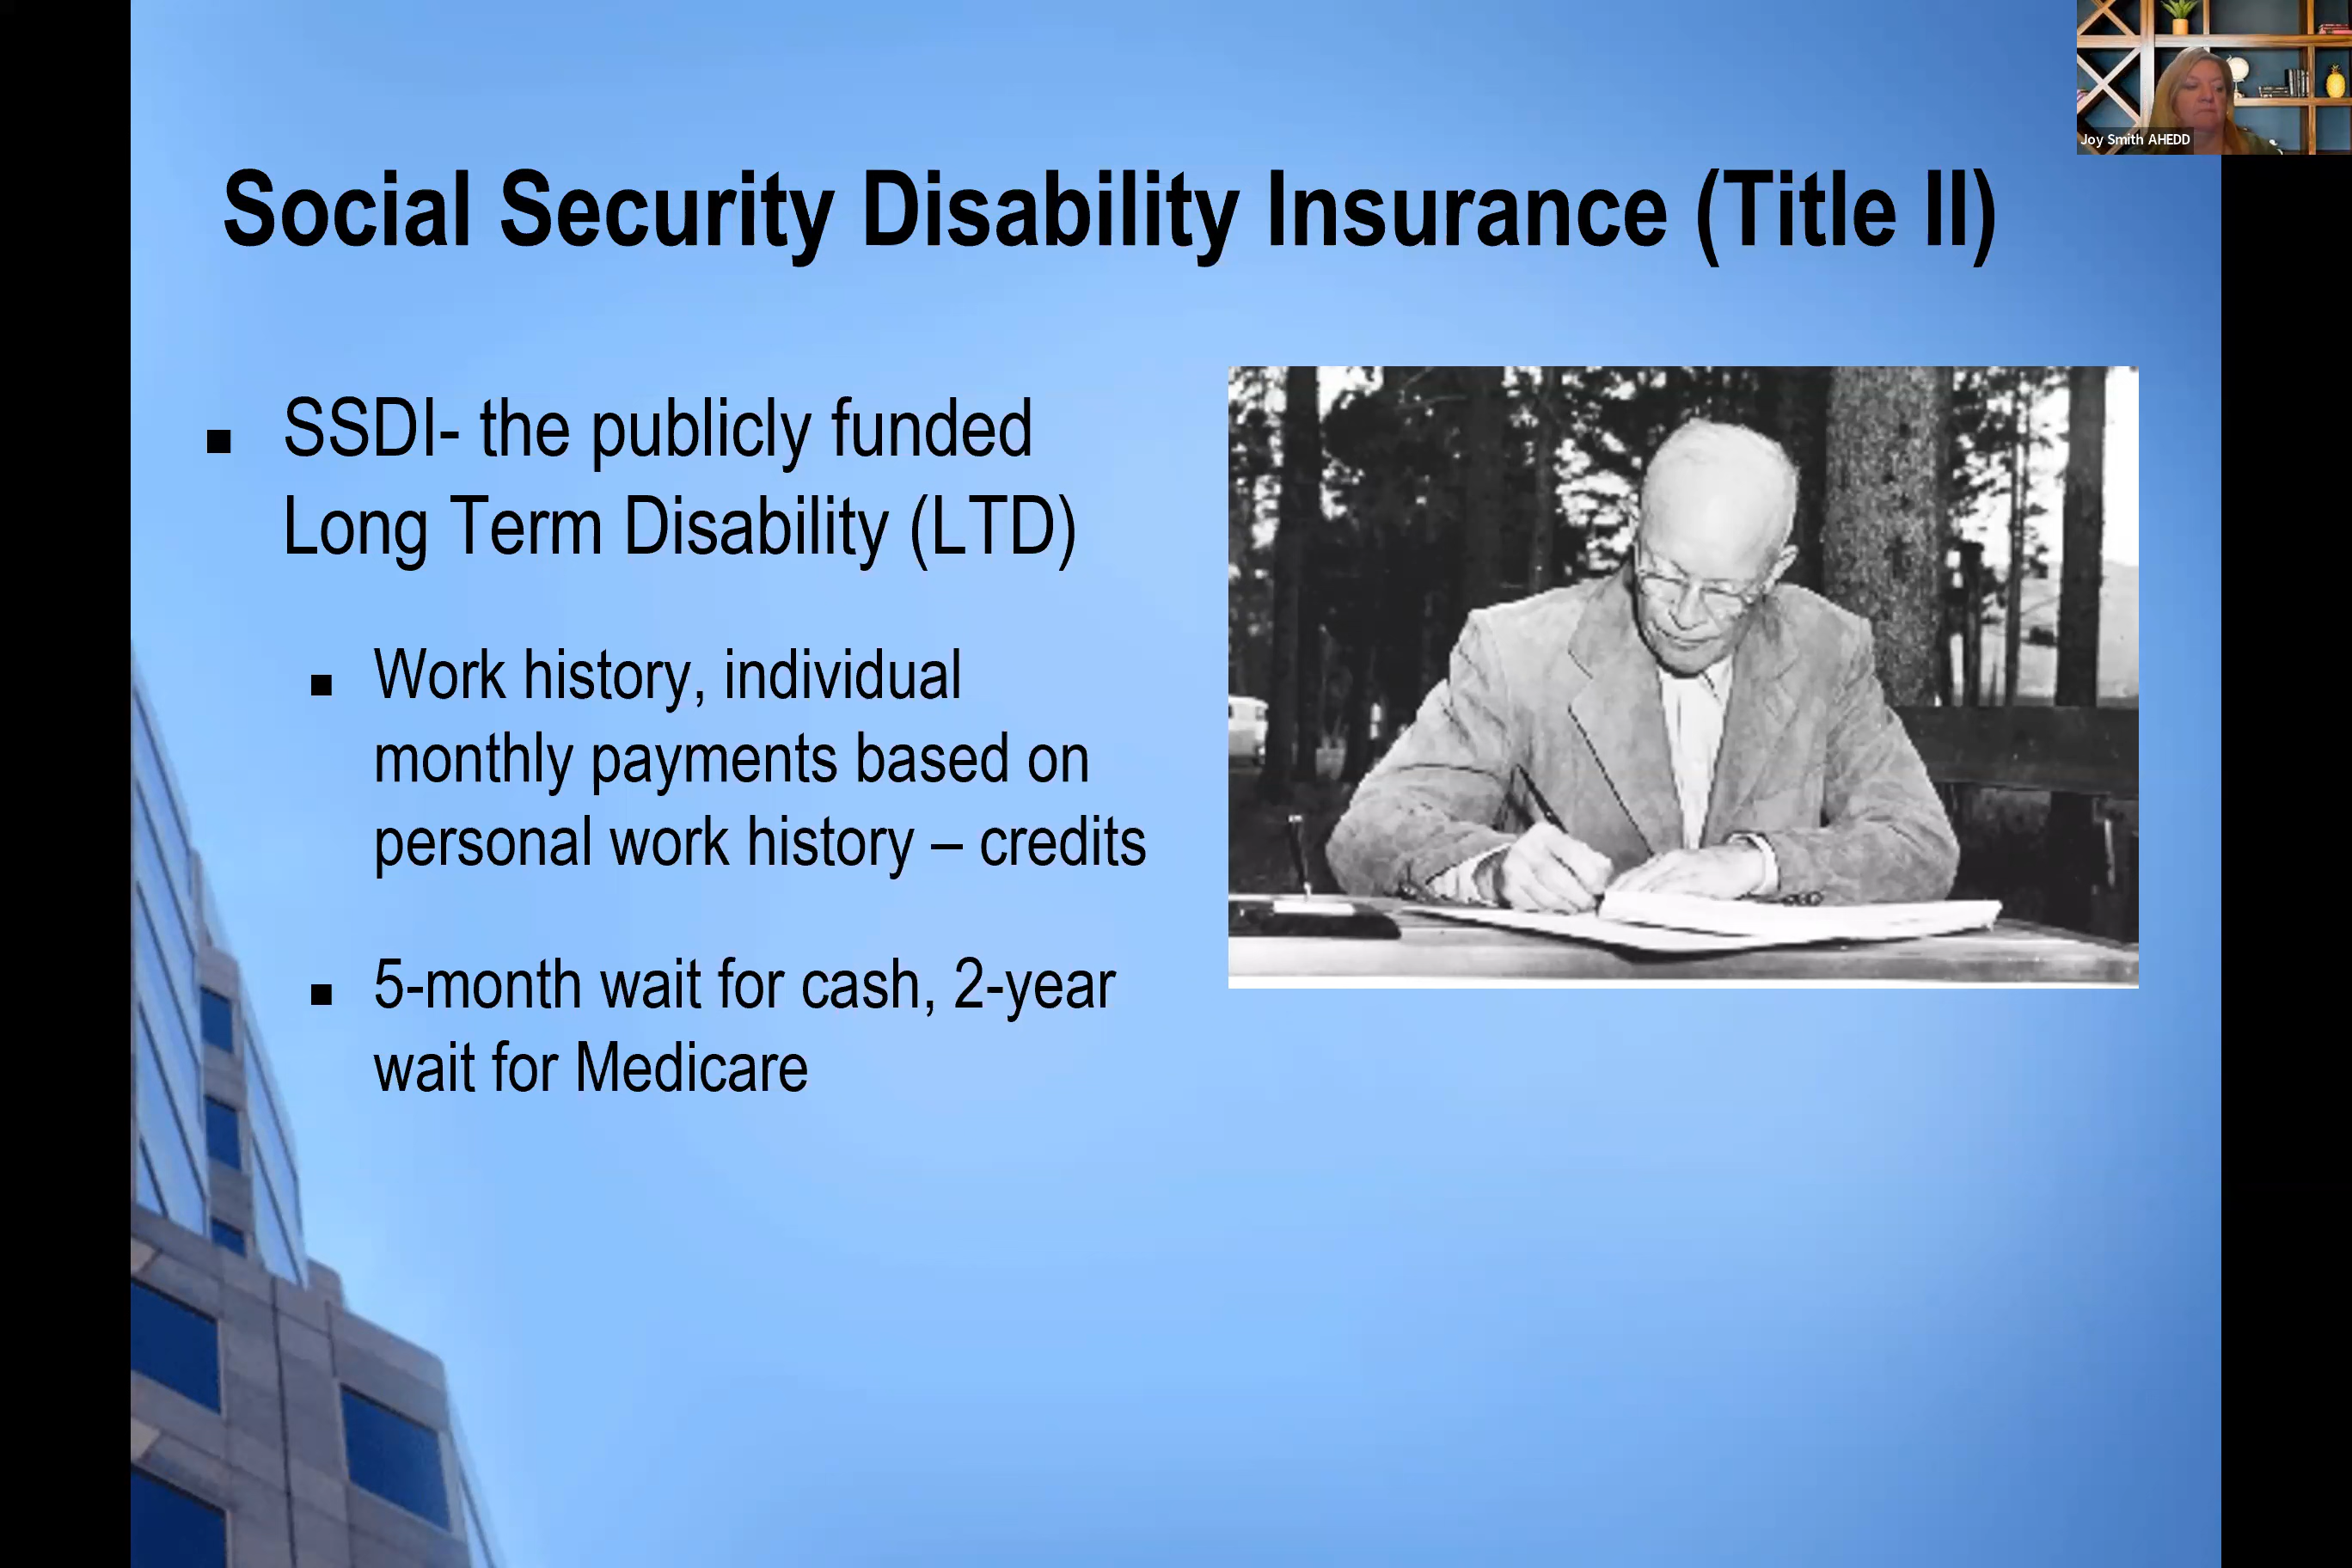 Joy Smith AHEDD
Social Security Disability Insurance (Title II)
SSDI- the publicly funded
Long Term Disability (LTD)
Work history, individual
monthly payments based on
personal work history – credits
5-month wait for cash, 2-year
wait for Medicare